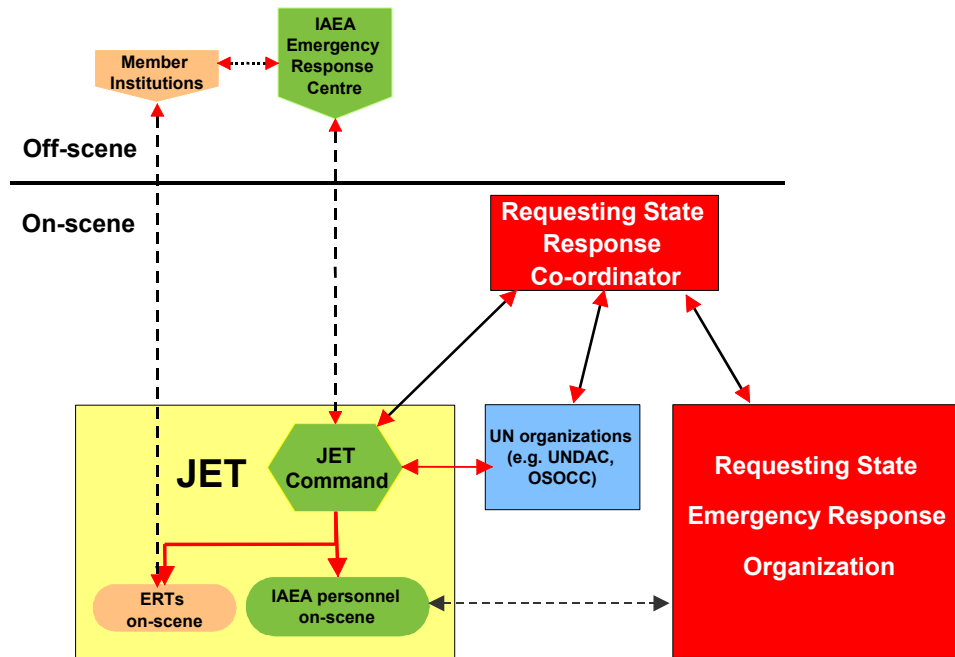 IAEA
Emergency
Response
Centre
Member
Institutions
Off-scene
On-scene
Requesting State
Response
Co-ordinator
JET
JET
Command
UN organizations
(e.g. UNDAC,
OSOCC)
Requesting State
Emergency Response
Organization
ERTs
on-scene
IAEA personnel
on-scene